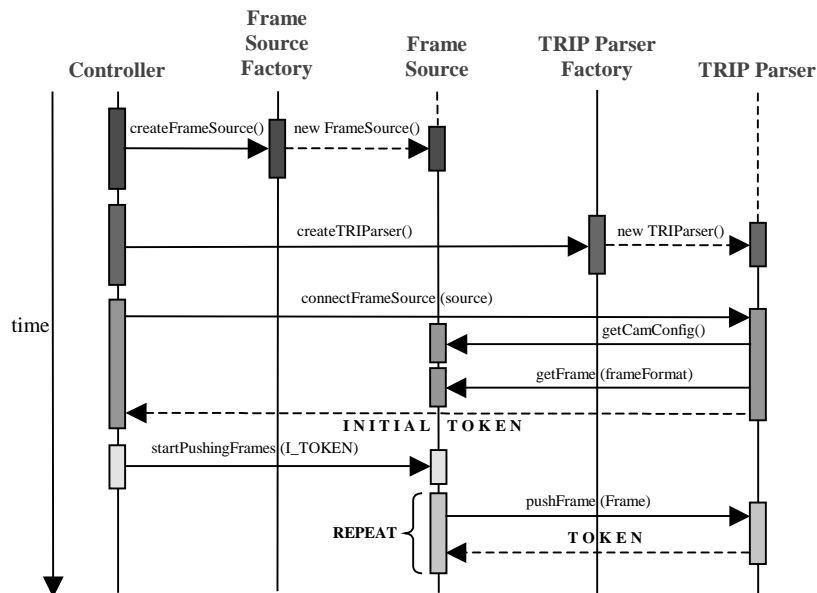 Frame
Source
Factory
Frame
Source
TRIP Parser
Factory
Controller
TRIP Parser
createFrameSource()
new FrameSource()
createTRIParser()
new TRIParser()
connectFrameSource (source)
time
getCamConfig()
getFrame (frameFormat)
INITIAL TOKEN
startPushingFrames (I_TOKEN)
pushFrame (Frame)
REPEAT
TOKEN